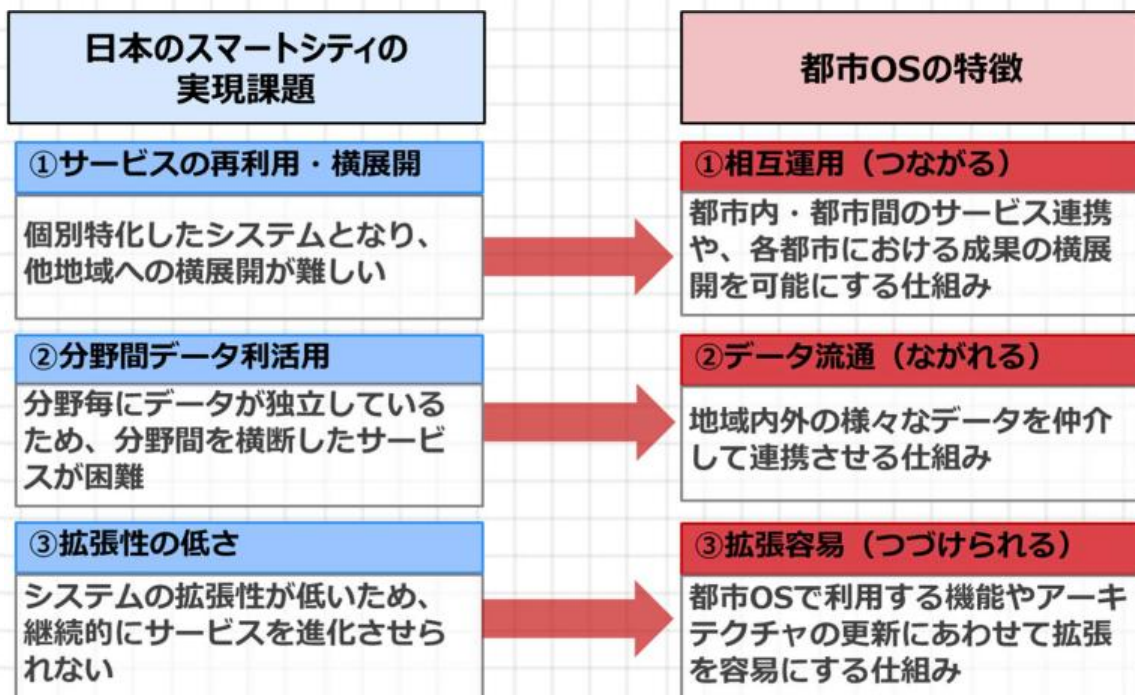 日本のスマートシティの
実現課題
都市OSの特徴
①サービスの再利用・横展開
個別特化したシステムとなり、
他地域への横展開が難しい
①相互運用（つながる）
都市内・都市間のサービス連携
や、各都市における成果の横展
開を可能にする仕組み
②分野間データ利活用
分野毎にデータが独立している
ため、分野間を横断したサービ
スが困難
②データ流通（ながれる）
地域内外の様々なデータを仲介
して連携させる仕組み
③拡張性の低さ
システムの拡張性が低いため、
継続的にサービスを進化させら
れない
③拡張容易（つづけられる）
都市OSで利用する機能やアーキ
テクチャの更新にあわせて拡張
を容易にする仕組み